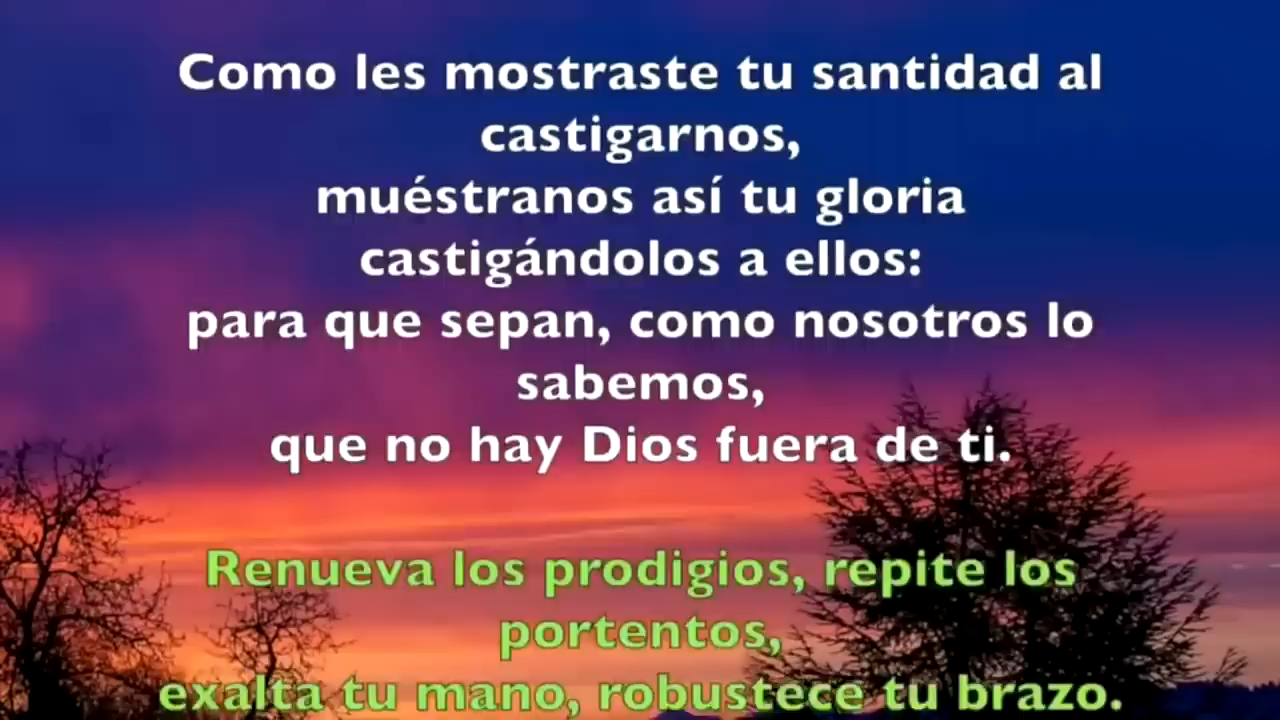 Como les mostraste tu santidad al
castigarnos,
muéstranos así tu gloria
castigándolos a ellos:
para que sepan, como nosotros lo
sabemos,
que no hay Dios fuera de ti.
Renueva los prodigios, repite los
portentos,
exalta tu mano, robustece tu brazo.